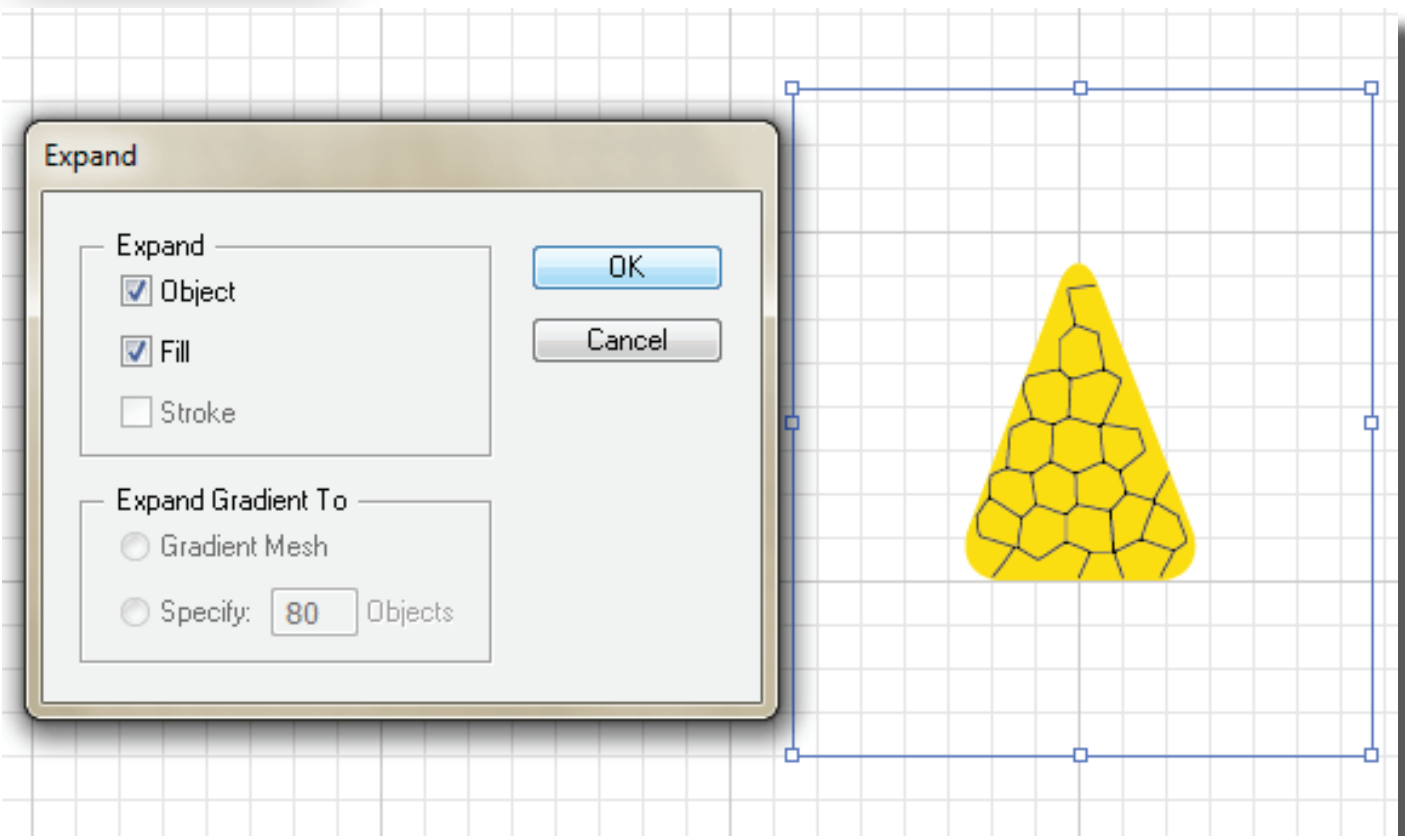 Expand
Expand
Object
Fill
Stroke
OK
Cancel
Expand Gradient To
Gradient Mesh
Specify: 80 Objects